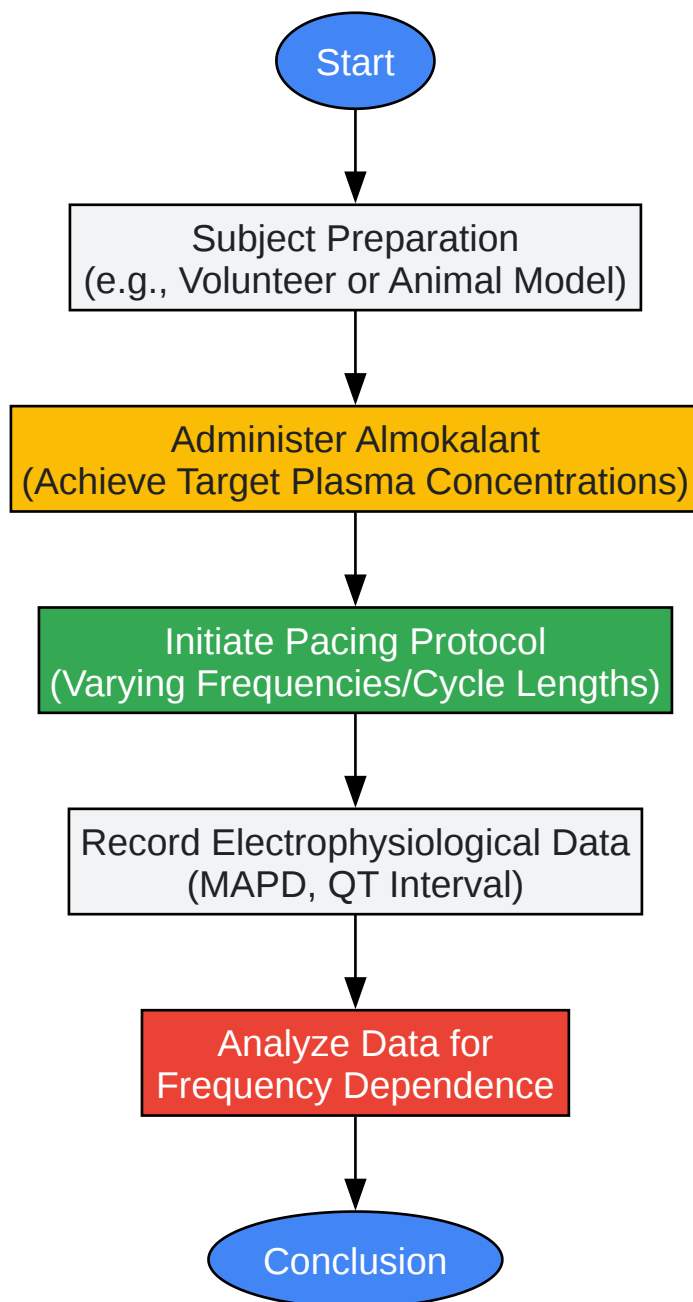 Start
Subject Preparation
(e.g., Volunteer or Animal Model)
Administer Almokalant
(Achieve Target Plasma Concentrations)
Initiate Pacing Protocol
(Varying Frequencies/Cycle Lengths)
Record Electrophysiological Data
(MAPD, QT Interval)
Analyze Data for
Frequency Dependence
Conclusion